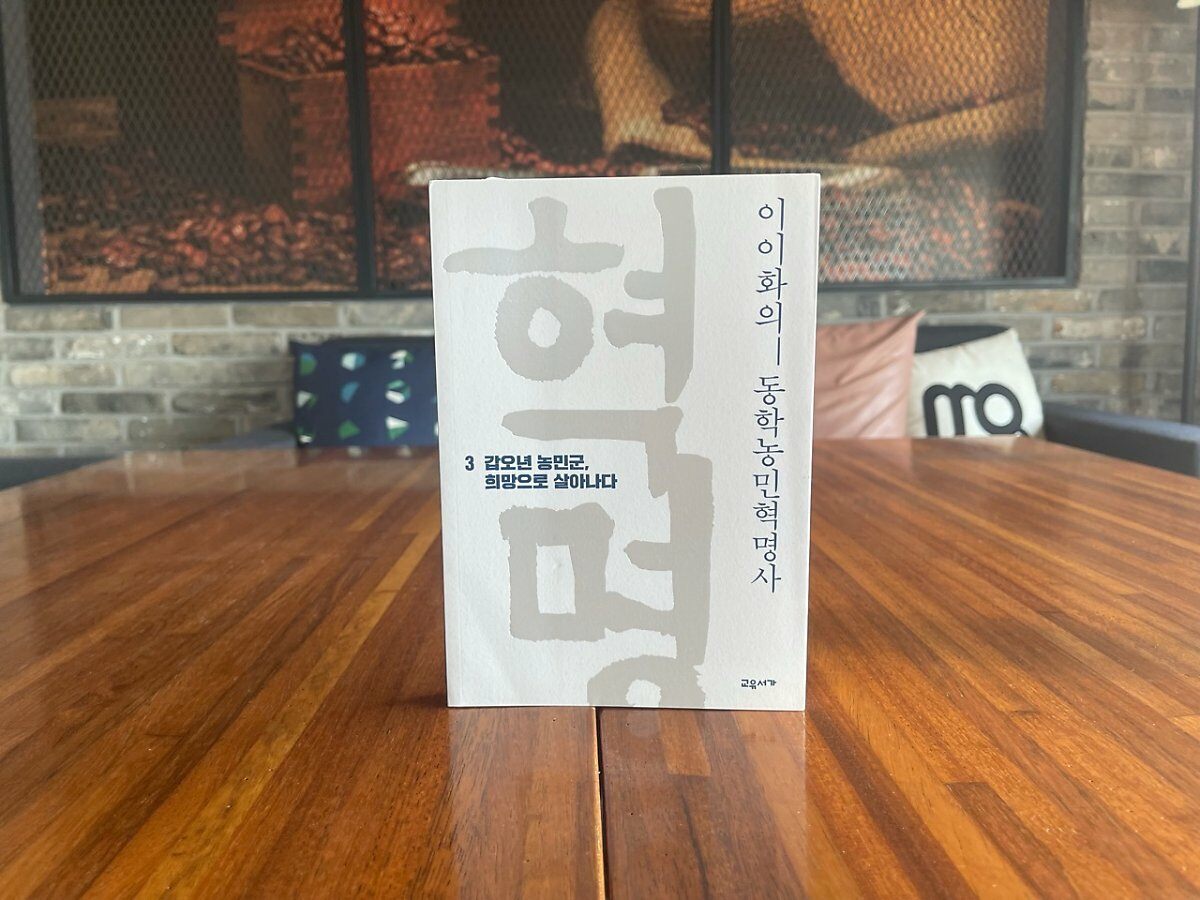 혁명
이이화의 동학농민혁명사
3 갑오년 농민군,
희망으로 살아나다
교유서가